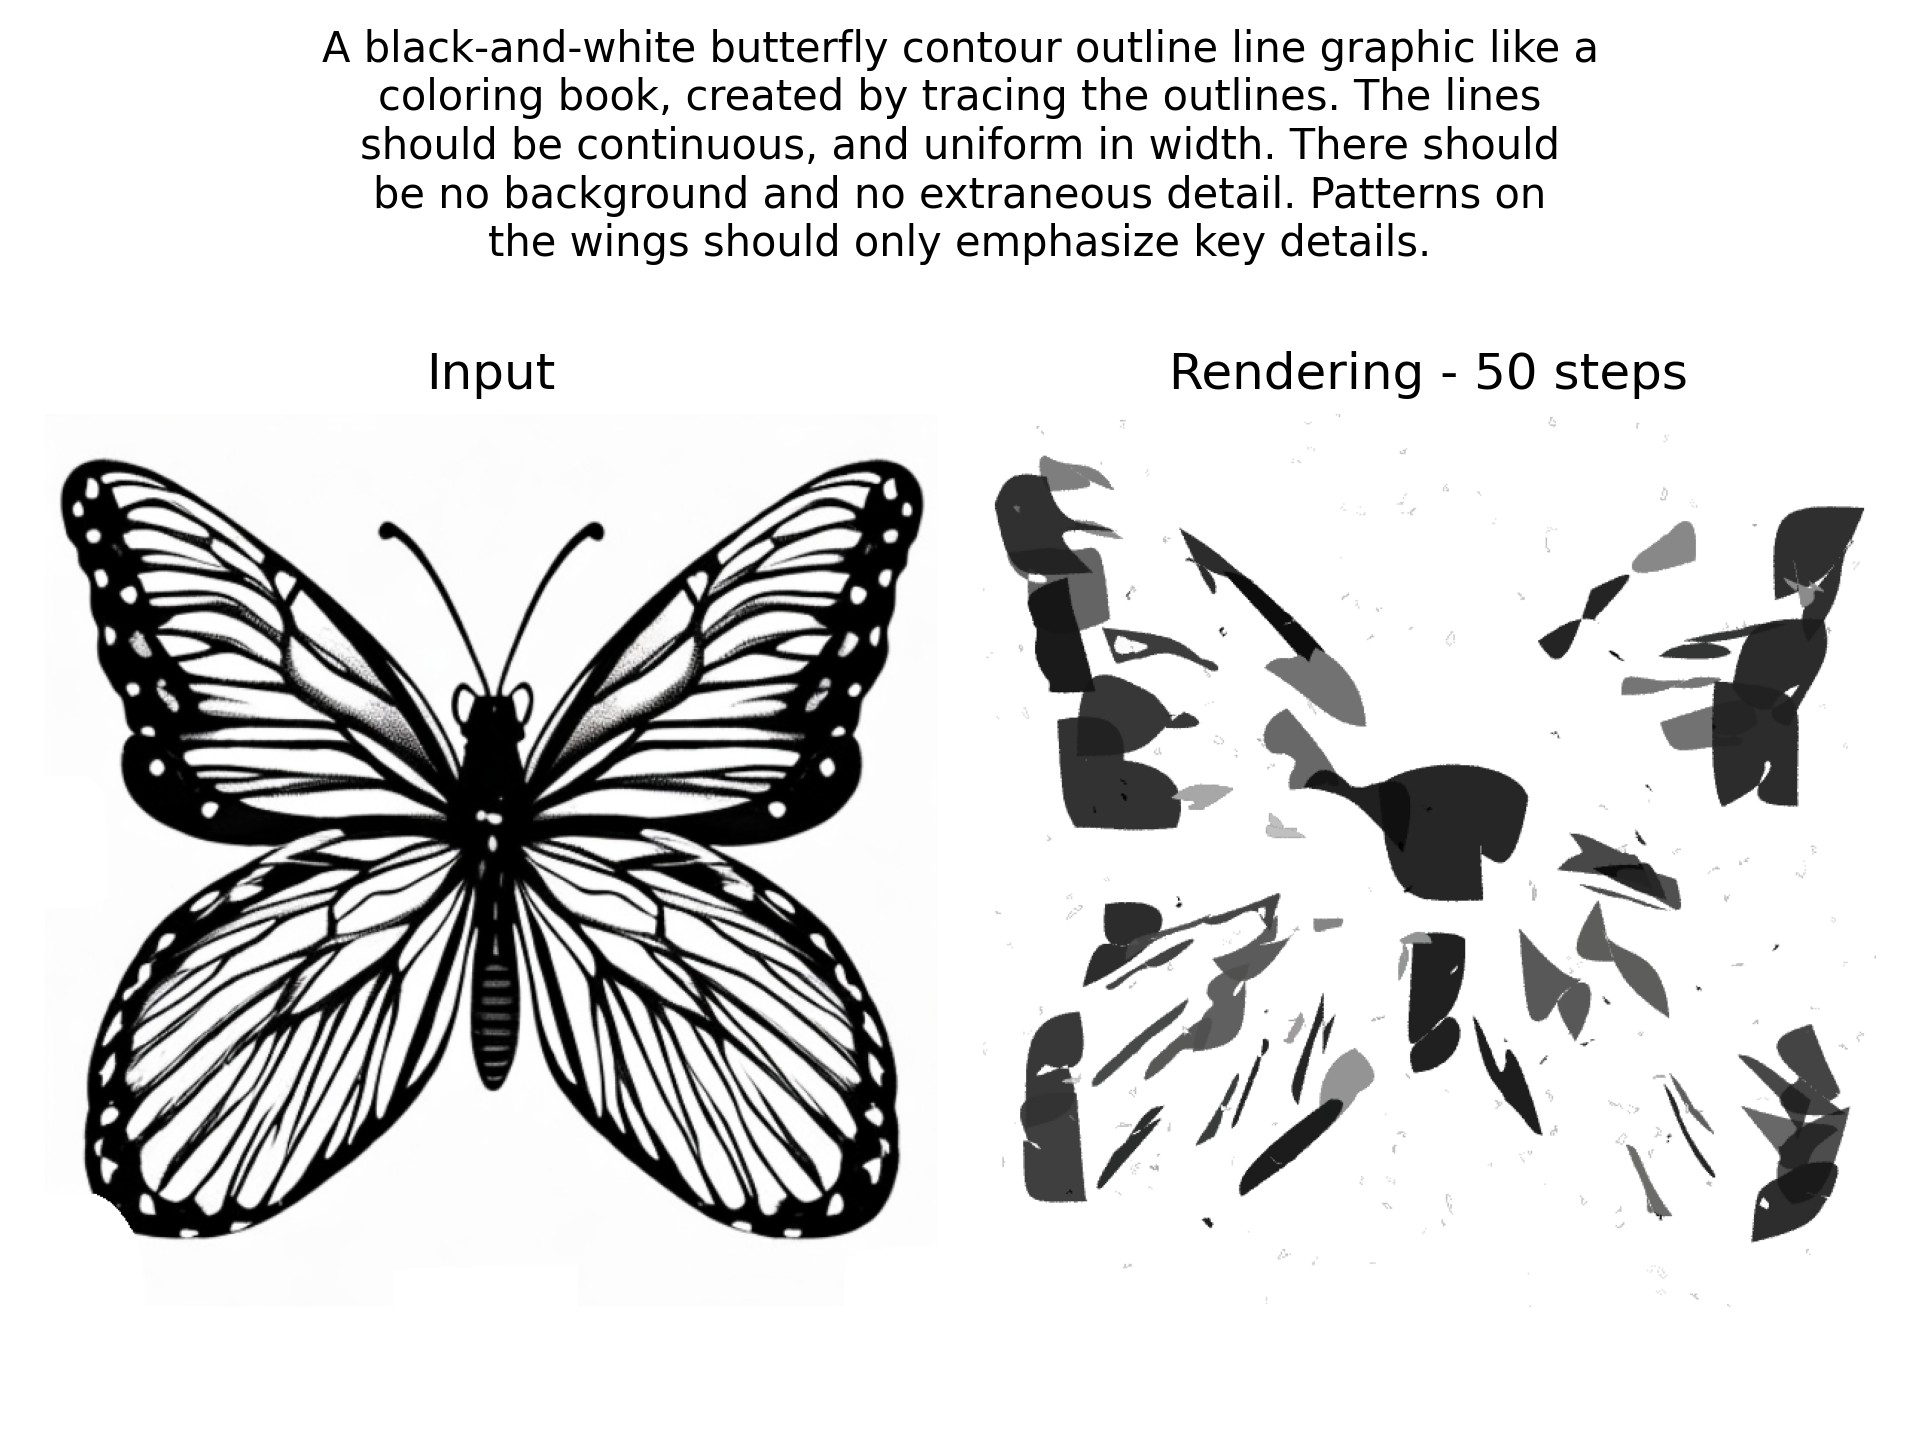 A black-and-white butterfly contour outline line graphic like a
coloring book, created by tracing the outlines. The lines
should be continuous, and uniform in width. There should
be no background and no extraneous detail. Patterns on
the wings should only emphasize key details.
Input
Rendering - 50 steps